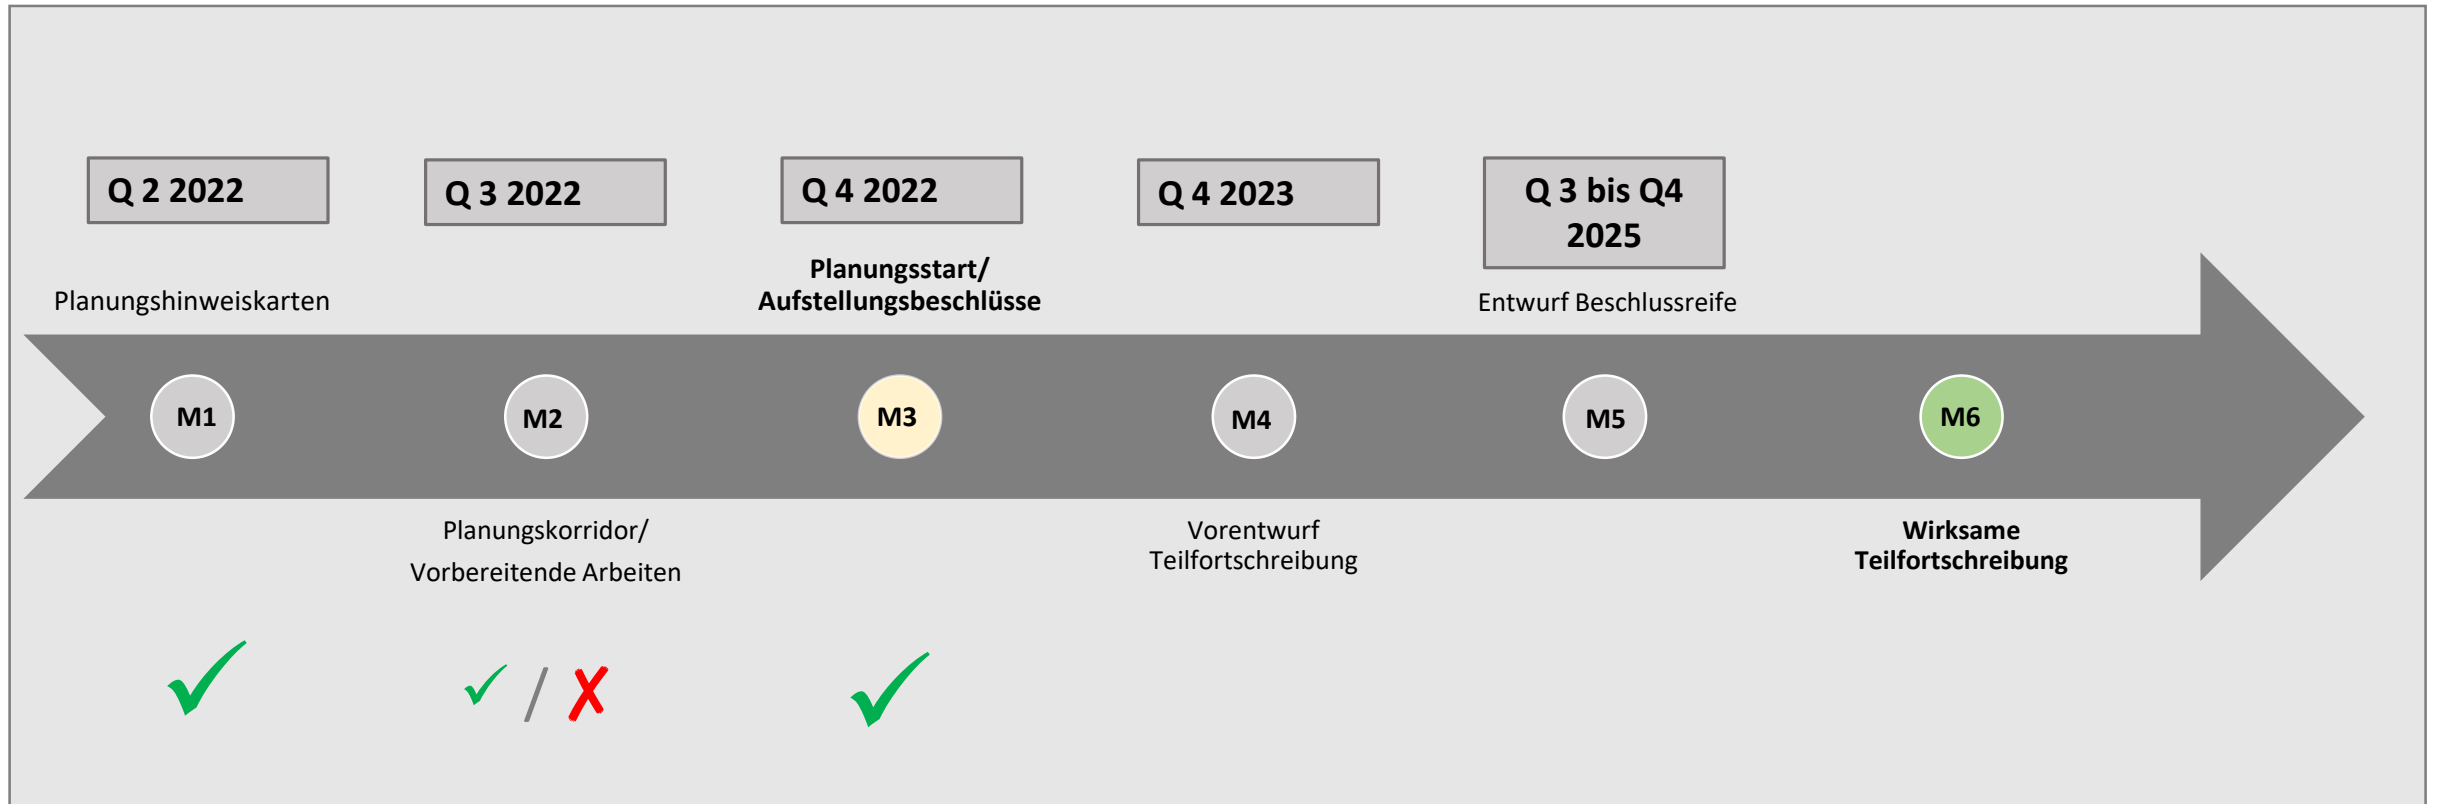 Q 2 2022
Q 3 2022
Q 4 2022
Q 4 2023
Q 3 bis Q4
2025
Planungshinweiskarten
Planungsstart/
Aufstellungsbeschlüsse
Entwurf Beschlussreife
M1
M2
M3
M4
M5
M6
Planungskorridor/
Vorbereitende Arbeiten
Vorentwurf
Teilfortschreibung
Wirksame
Teilfortschreibung
✓
✓ / ✗
✓